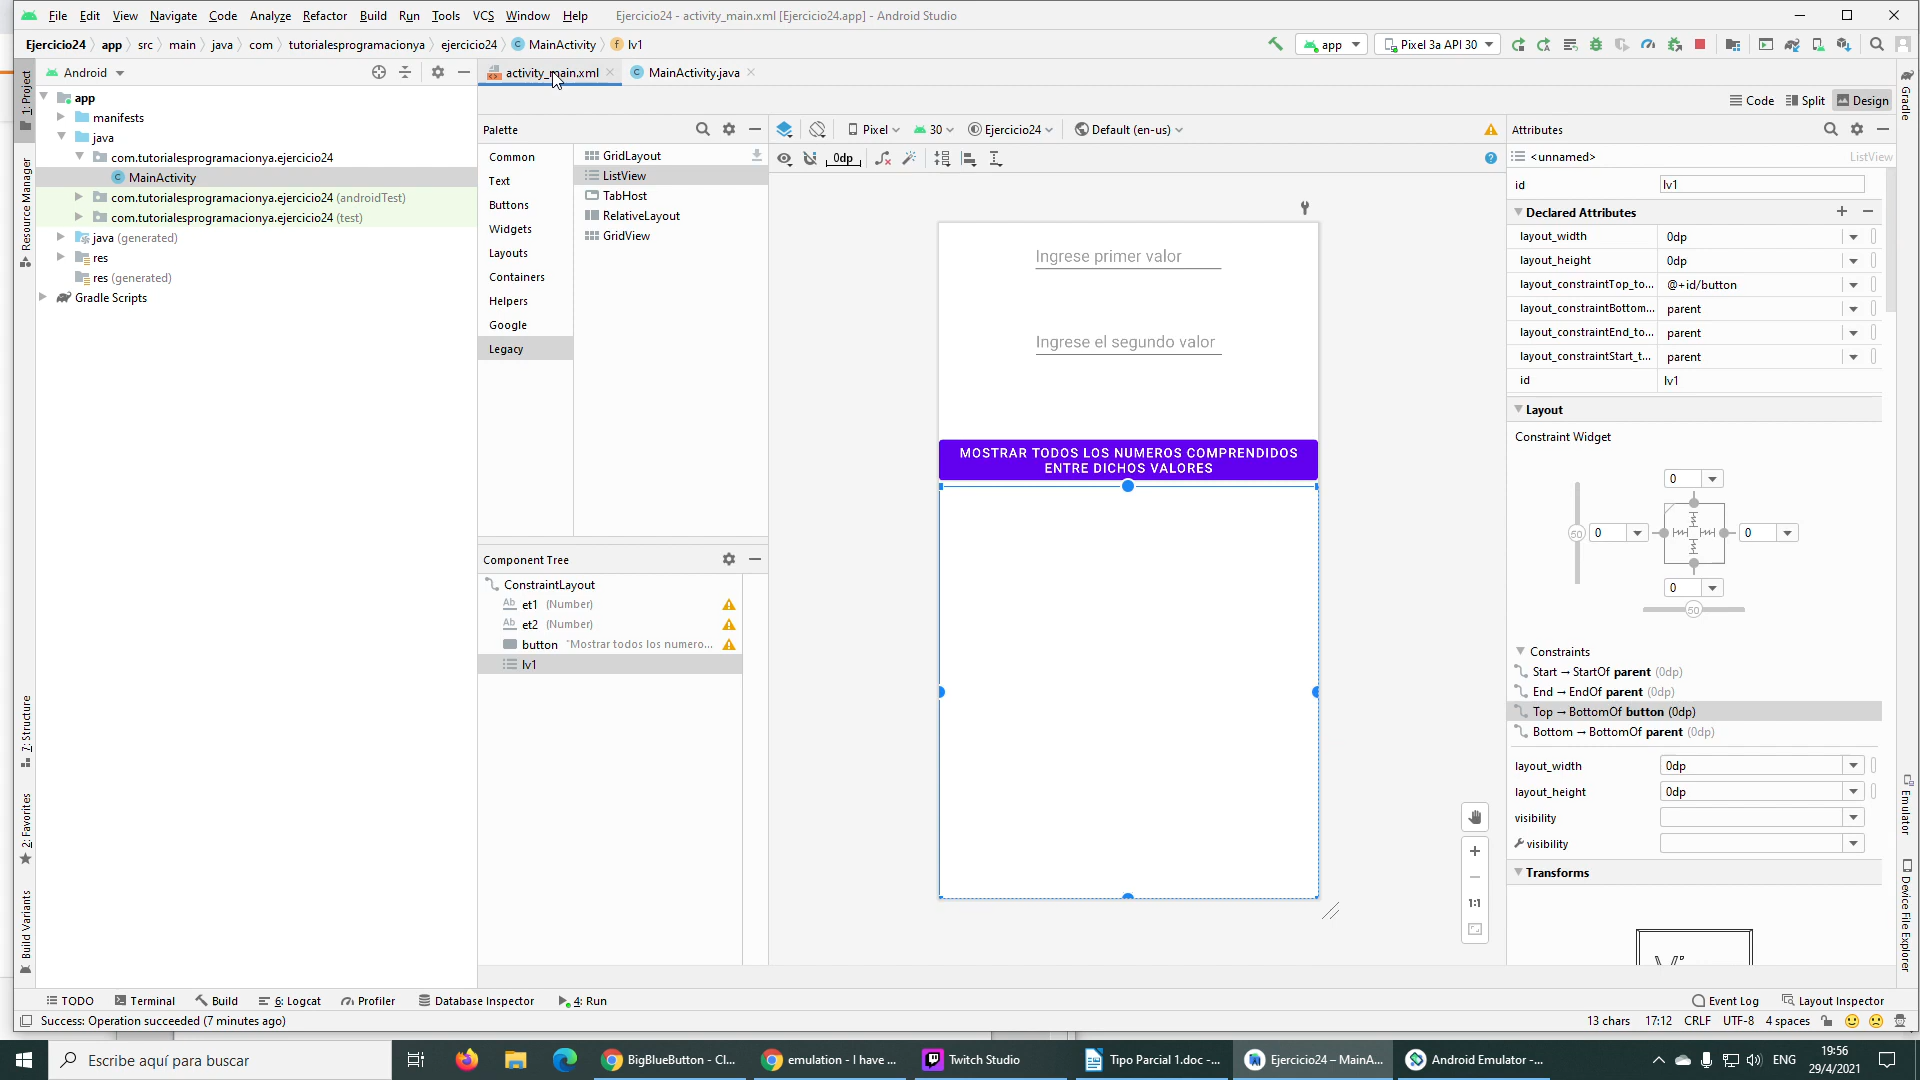 File Edit View Navigate Code Analyze Refactor Build Run Tools VCS Window Help Ejercicio24 - activity_main.xml [Ejercicio24.app] - Android Studio
Ejercicio24 app src main java com tutorialesprogramacionya ejercicio24 MainActivity lv1 app Pixel 3a API 30
Android activity_main.xml MainActivity.java
app
manifests
java
com.tutorialesprogramacionya.ejercicio24
MainActivity
com.tutorialesprogramacionya.ejercicio24 (androidTest)
com.tutorialesprogramacionya.ejercicio24 (test)
java (generated)
res
res (generated)
Gradle Scripts
1: Project
Resource Manager
7: Structure
2: Favorites
Build Variants
Code Split Design
Palette
Common
Text
Buttons
Widgets
Layouts
Containers
Helpers
Google
Legacy
GridLayout
ListView
TabHost
RelativeLayout
GridView
Pixel 30 Ejercicio24 Default (en-us)
0dp
Component Tree
ConstraintLayout
Ab et1 (Number)
Ab et2 (Number)
button "Mostrar todos los numero...
lv1
Ingrese primer valor
Ingrese el segundo valor
MOSTRAR TODOS LOS NUMEROS COMPRENDIDOS
ENTRE DICHOS VALORES
1:1
Attributes
<unnamed> ListView
id lv1
Declared Attributes
layout_width 0dp
layout_height 0dp
layout_constraintTop_to... @+id/button
layout_constraintBottom... parent
layout_constraintEnd_to... parent
layout_constraintStart_t... parent
id lv1
Layout
Constraint Widget
0
50 0 0
0
50
Constraints
Start → StartOf parent (0dp)
End → EndOf parent (0dp)
Top → BottomOf button (0dp)
Bottom → BottomOf parent (0dp)
layout_width 0dp
layout_height 0dp
visibility
visibility
Transforms
Gradle
Emulator
Device File Explorer
TODO Terminal Build 6: Logcat Profiler Database Inspector 4: Run Event Log Layout Inspector
Success: Operation succeeded (7 minutes ago) 13 chars 17:12 CRLF UTF-8 4 spaces
Escribe aquí para buscar BigBlueButton - Cl... emulation - I have ... Twitch Studio Tipo Parcial 1.doc -... Ejercicio24 – MainA... Android Emulator -... ENG 19:56
29/4/2021